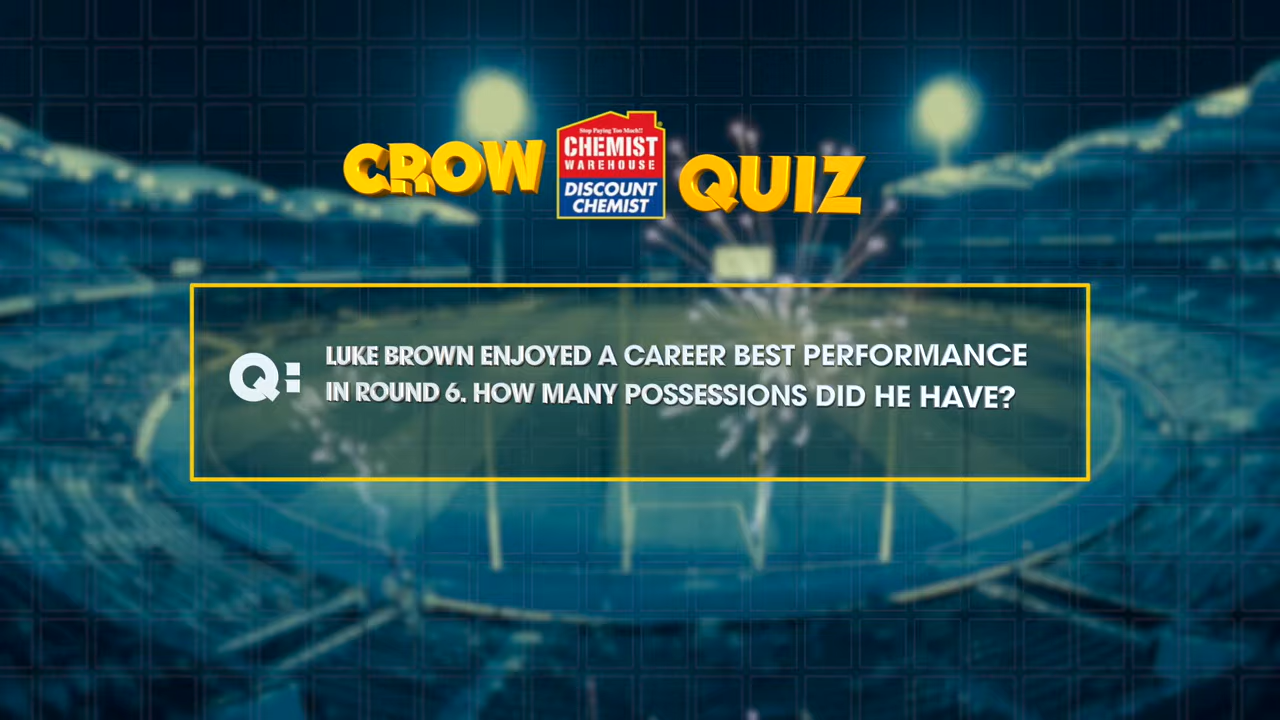 CROW
Stop Paying Too Much!!
CHEMIST
WAREHOUSE
DISCOUNT
CHEMIST
QUIZ
Q:
LUKE BROWN ENJOYED A CAREER BEST PERFORMANCE
IN ROUND 6. HOW MANY POSSESSIONS DID HE HAVE?